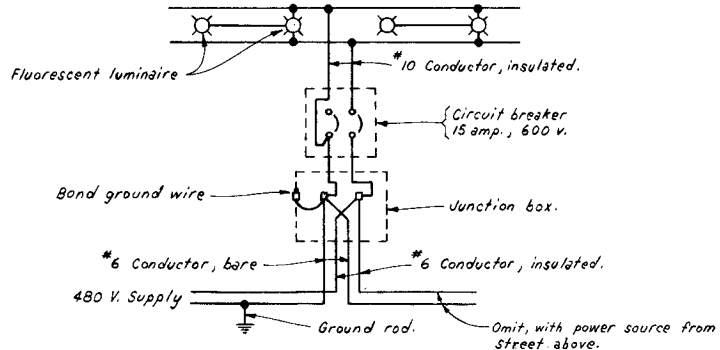 Fluorescent luminaire
#10 Conductor, insulated.
Circuit breaker
15 amp., 600 v.
Bond ground wire
Junction box.
#6 Conductor, bare
#6 Conductor, insulated.
480 V. Supply
Ground rod.
Omit, with power source from
street above.